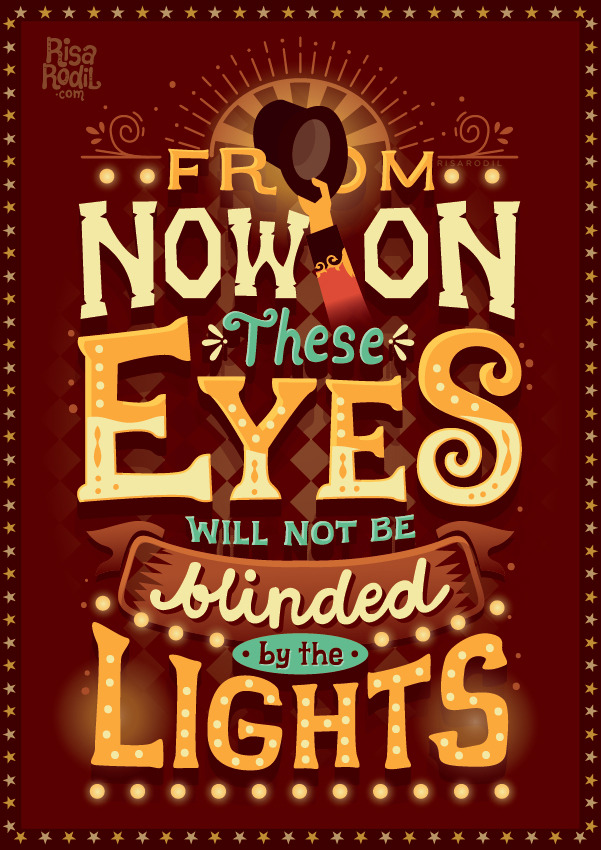 Risa
Rodil
.com
FROM
RISARODIL
NOW ON
These
EYES
WILL NOT BE
blinded
by the
LIGHTS